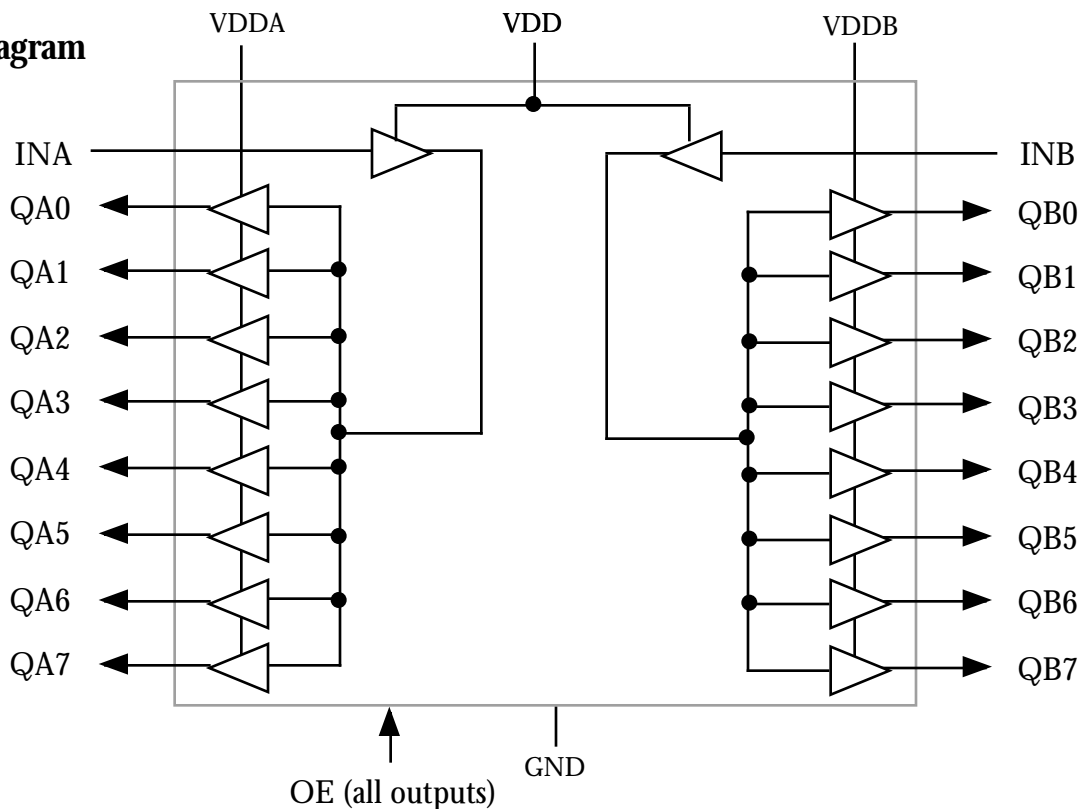 VDDA
VDD
VDDB
INA
INB
QA0
QB0
QA1
QB1
QA2
QB2
QA3
QB3
QA4
QB4
QA5
QB5
QA6
QB6
QA7
QB7
GND
OE (all outputs)